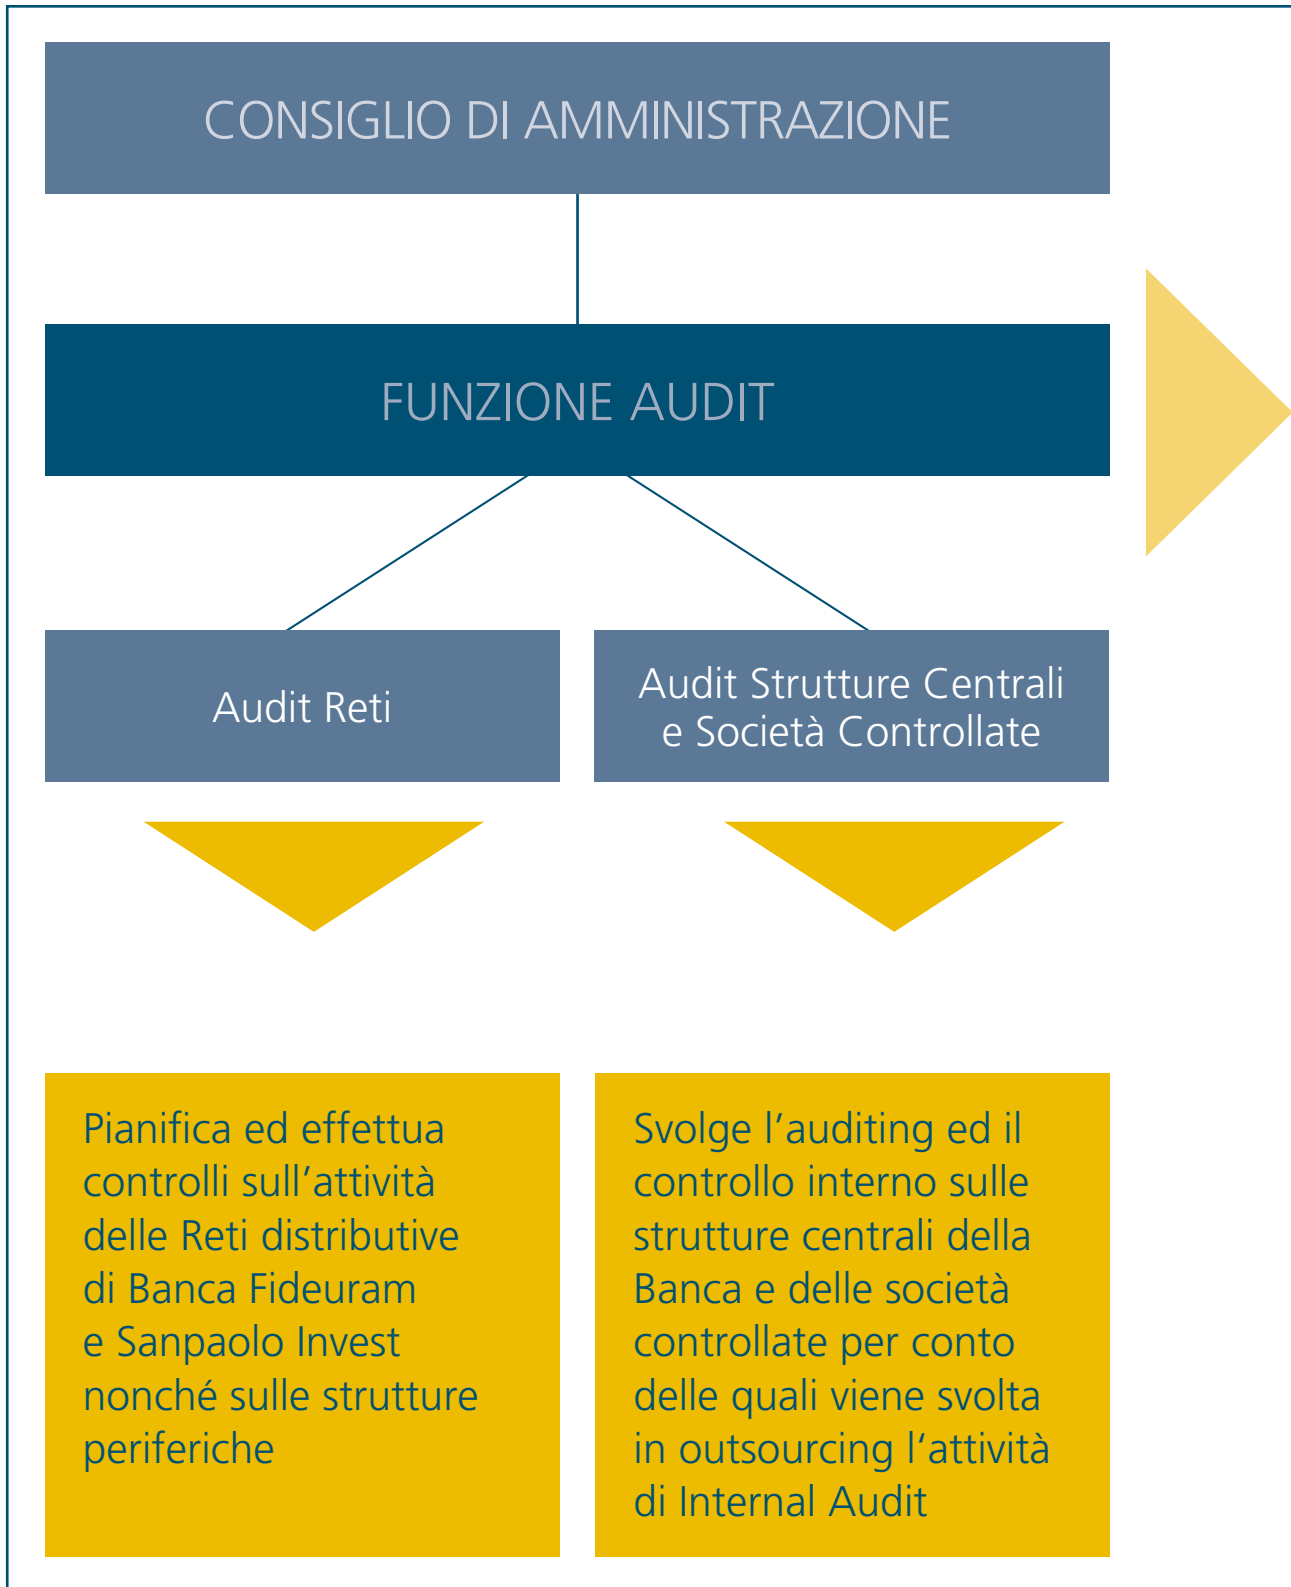 CONSIGLIO DI AMMINISTRAZIONE
FUNZIONE AUDIT
Audit Reti
Audit Strutture Centrali
e Società Controllate
Pianifica ed effettua
controlli sull’attività
delle Reti distributive
di Banca Fideuram
e Sanpaolo Invest
nonché sulle strutture
periferiche
Svolge l’auditing ed il
controllo interno sulle
strutture centrali della
Banca e delle società
controllate per conto
delle quali viene svolta
in outsourcing l’attività
di Internal Audit